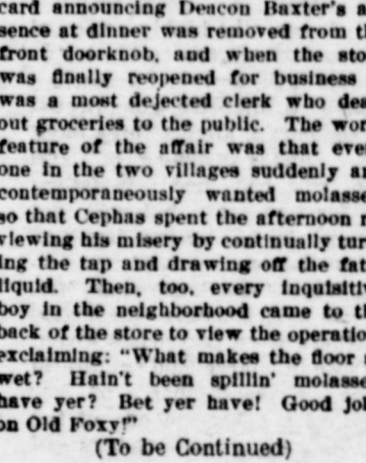 card announcing Deacon Baxter's a
sence at dinner was removed from t
front doorknob, and when the sto
was finally reopened for business
was a most dejected clerk who dea
out groceries to the public. The wor
feature of the affair was that eve
one in the two villages suddenly a
contemporaneously wanted molasse
so that Cephas spent the afternoon r
viewing his misery by continually tur
ing the tap and drawing off the fat
liquid. Then, too, every inquisitiv
boy in the neighborhood came to t
back of the store to view the operatio
exclaiming: "What makes the floor
wet? Hain't been spillin' molasse
have yer? Bet yer have! Good jok
on Old Foxy!"
(To be Continued)